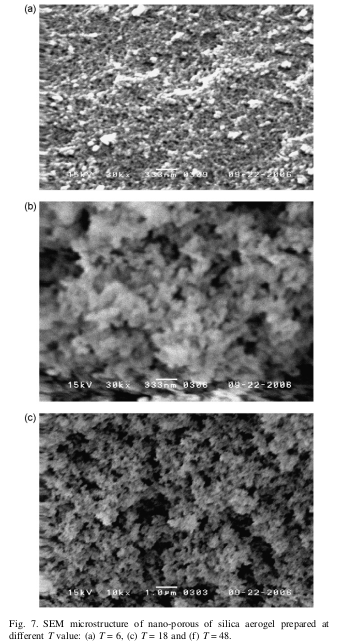 (a)
15kV 30kx 333nm 0309 09-22-2006
(b)
15kV 30kx 333nm 0306 09-22-2006
(c)
15kV 10kx 1.0μm 0303 09-22-2006
Fig. 7. SEM microstructure of nano-porous of silica aerogel prepared at
different T value: (a) T = 6, (c) T = 18 and (f) T = 48.